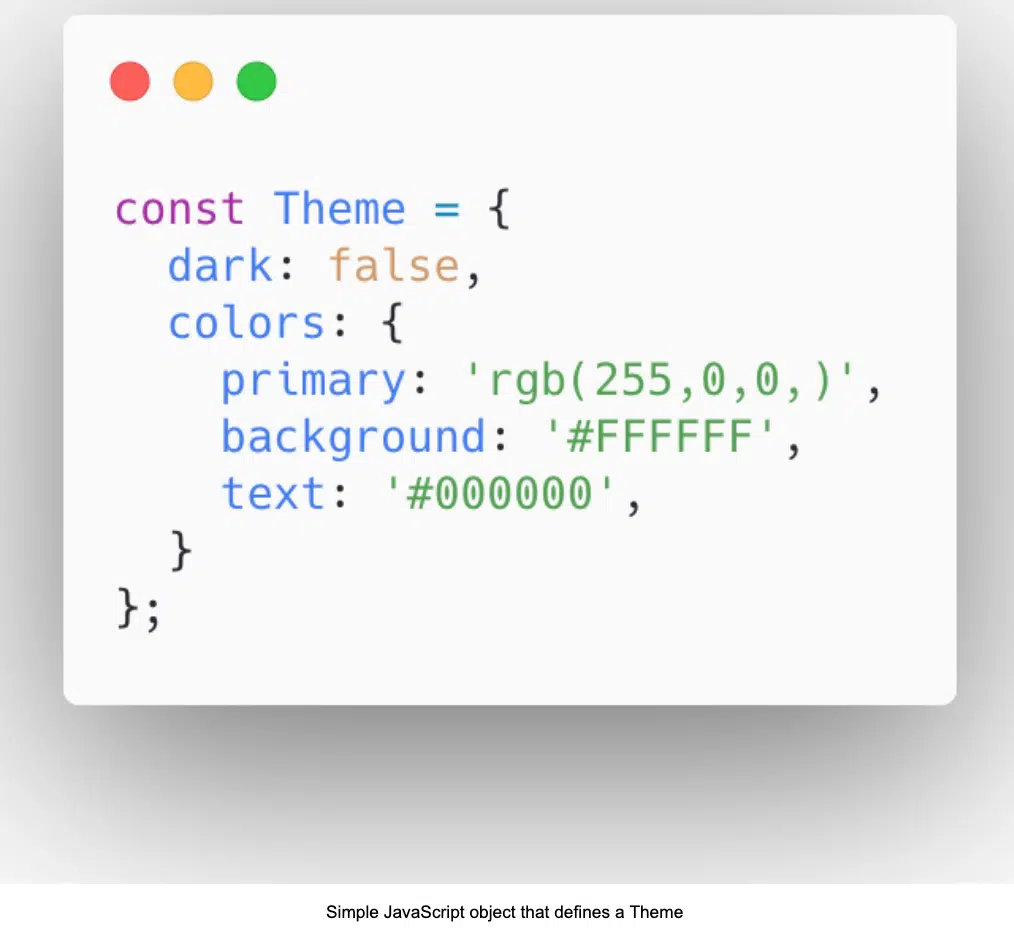 const Theme = {
  dark: false,
  colors: {
    primary: 'rgb(255,0,0,)',
    background: '#FFFFFF',
    text: '#000000',
  }
};
Simple JavaScript object that defines a Theme